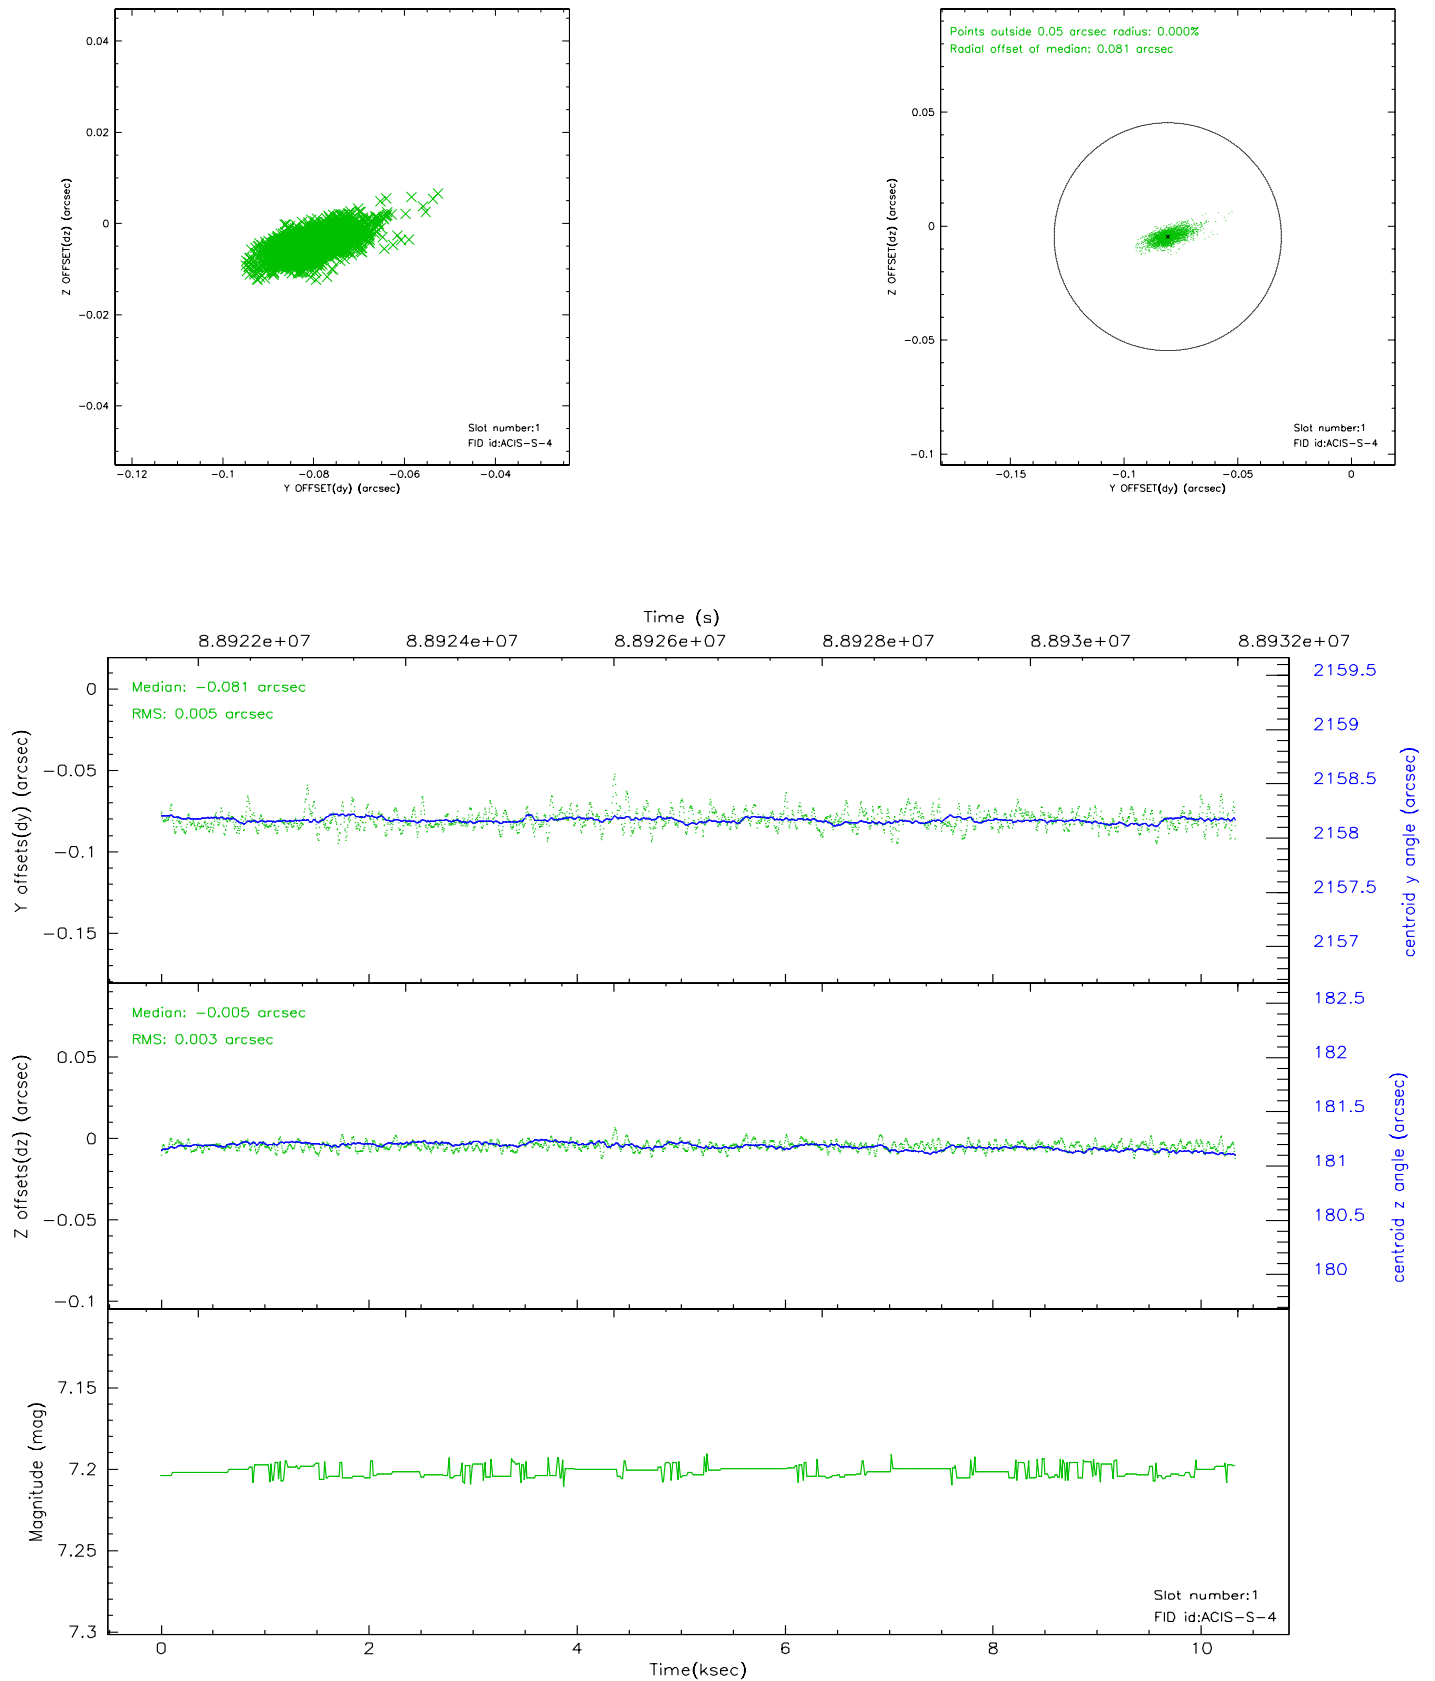 0.04
0.02
0
−0.02
−0.04
Z OFFSET(dz) (arcsec)
Slot number:1
FID id:ACIS−S−4
−0.12 −0.1 −0.08 −0.06 −0.04
Y OFFSET(dy) (arcsec)
Points outside 0.05 arcsec radius: 0.000%
Radial offset of median: 0.081 arcsec
0.05
0
−0.05
−0.1
Z OFFSET(dz) (arcsec)
Slot number:1
FID id:ACIS−S−4
−0.15 −0.1 −0.05 0
Y OFFSET(dy) (arcsec)
Time (s)
8.8922e+07 8.8924e+07 8.8926e+07 8.8928e+07 8.893e+07 8.8932e+07
Median: −0.081 arcsec
RMS: 0.005 arcsec
0
−0.05
−0.1
−0.15
Y offsets(dy) (arcsec)
2159.5
2159
2158.5
2158
2157.5
2157
centroid y angle (arcsec)
Median: −0.005 arcsec
RMS: 0.003 arcsec
0.05
0
−0.05
−0.1
Z offsets(dz) (arcsec)
182.5
182
181.5
181
180.5
180
centroid z angle (arcsec)
7.15
7.2
7.25
7.3
Magnitude (mag)
Slot number:1
FID id:ACIS−S−4
0 2 4 6 8 10
Time(ksec)